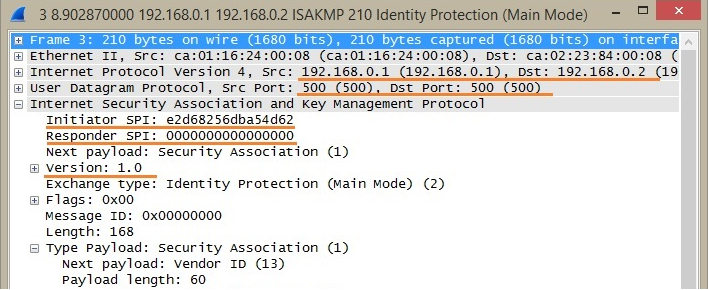 3 8.902870000 192.168.0.1 192.168.0.2 ISAKMP 210 Identity Protection (Main Mode)
Frame 3: 210 bytes on wire (1680 bits), 210 bytes captured (1680 bits) on interfa
Ethernet II, Src: ca:01:16:24:00:08 (ca:01:16:24:00:08), Dst: ca:02:23:84:00:08 (
Internet Protocol Version 4, Src: 192.168.0.1 (192.168.0.1), Dst: 192.168.0.2 (19
User Datagram Protocol, Src Port: 500 (500), Dst Port: 500 (500)
Internet Security Association and Key Management Protocol
Initiator SPI: e2d68256dba54d62
Responder SPI: 0000000000000000
Next payload: Security Association (1)
Version: 1.0
Exchange type: Identity Protection (Main Mode) (2)
Flags: 0x00
Message ID: 0x00000000
Length: 168
Type Payload: Security Association (1)
Next payload: Vendor ID (13)
Payload length: 60